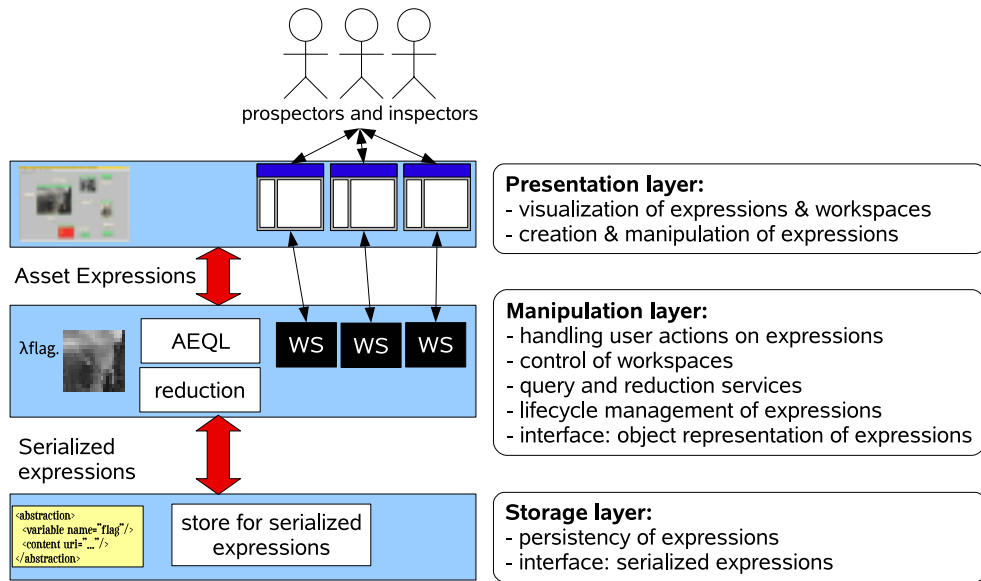 prospectors and inspectors
Presentation layer:
- visualization of expressions & workspaces
- creation & manipulation of expressions
Asset Expressions
λflag.
AEQL
reduction
WS
WS
WS
Manipulation layer:
- handling user actions on expressions
- control of workspaces
- query and reduction services
- lifecycle management of expressions
- interface: object representation of expressions
Serialized
expressions
<abstraction>
<variable name="flag"/>
<content uri="..."/>
</abstraction>
store for serialized
expressions
Storage layer:
- persistency of expressions
- interface: serialized expressions